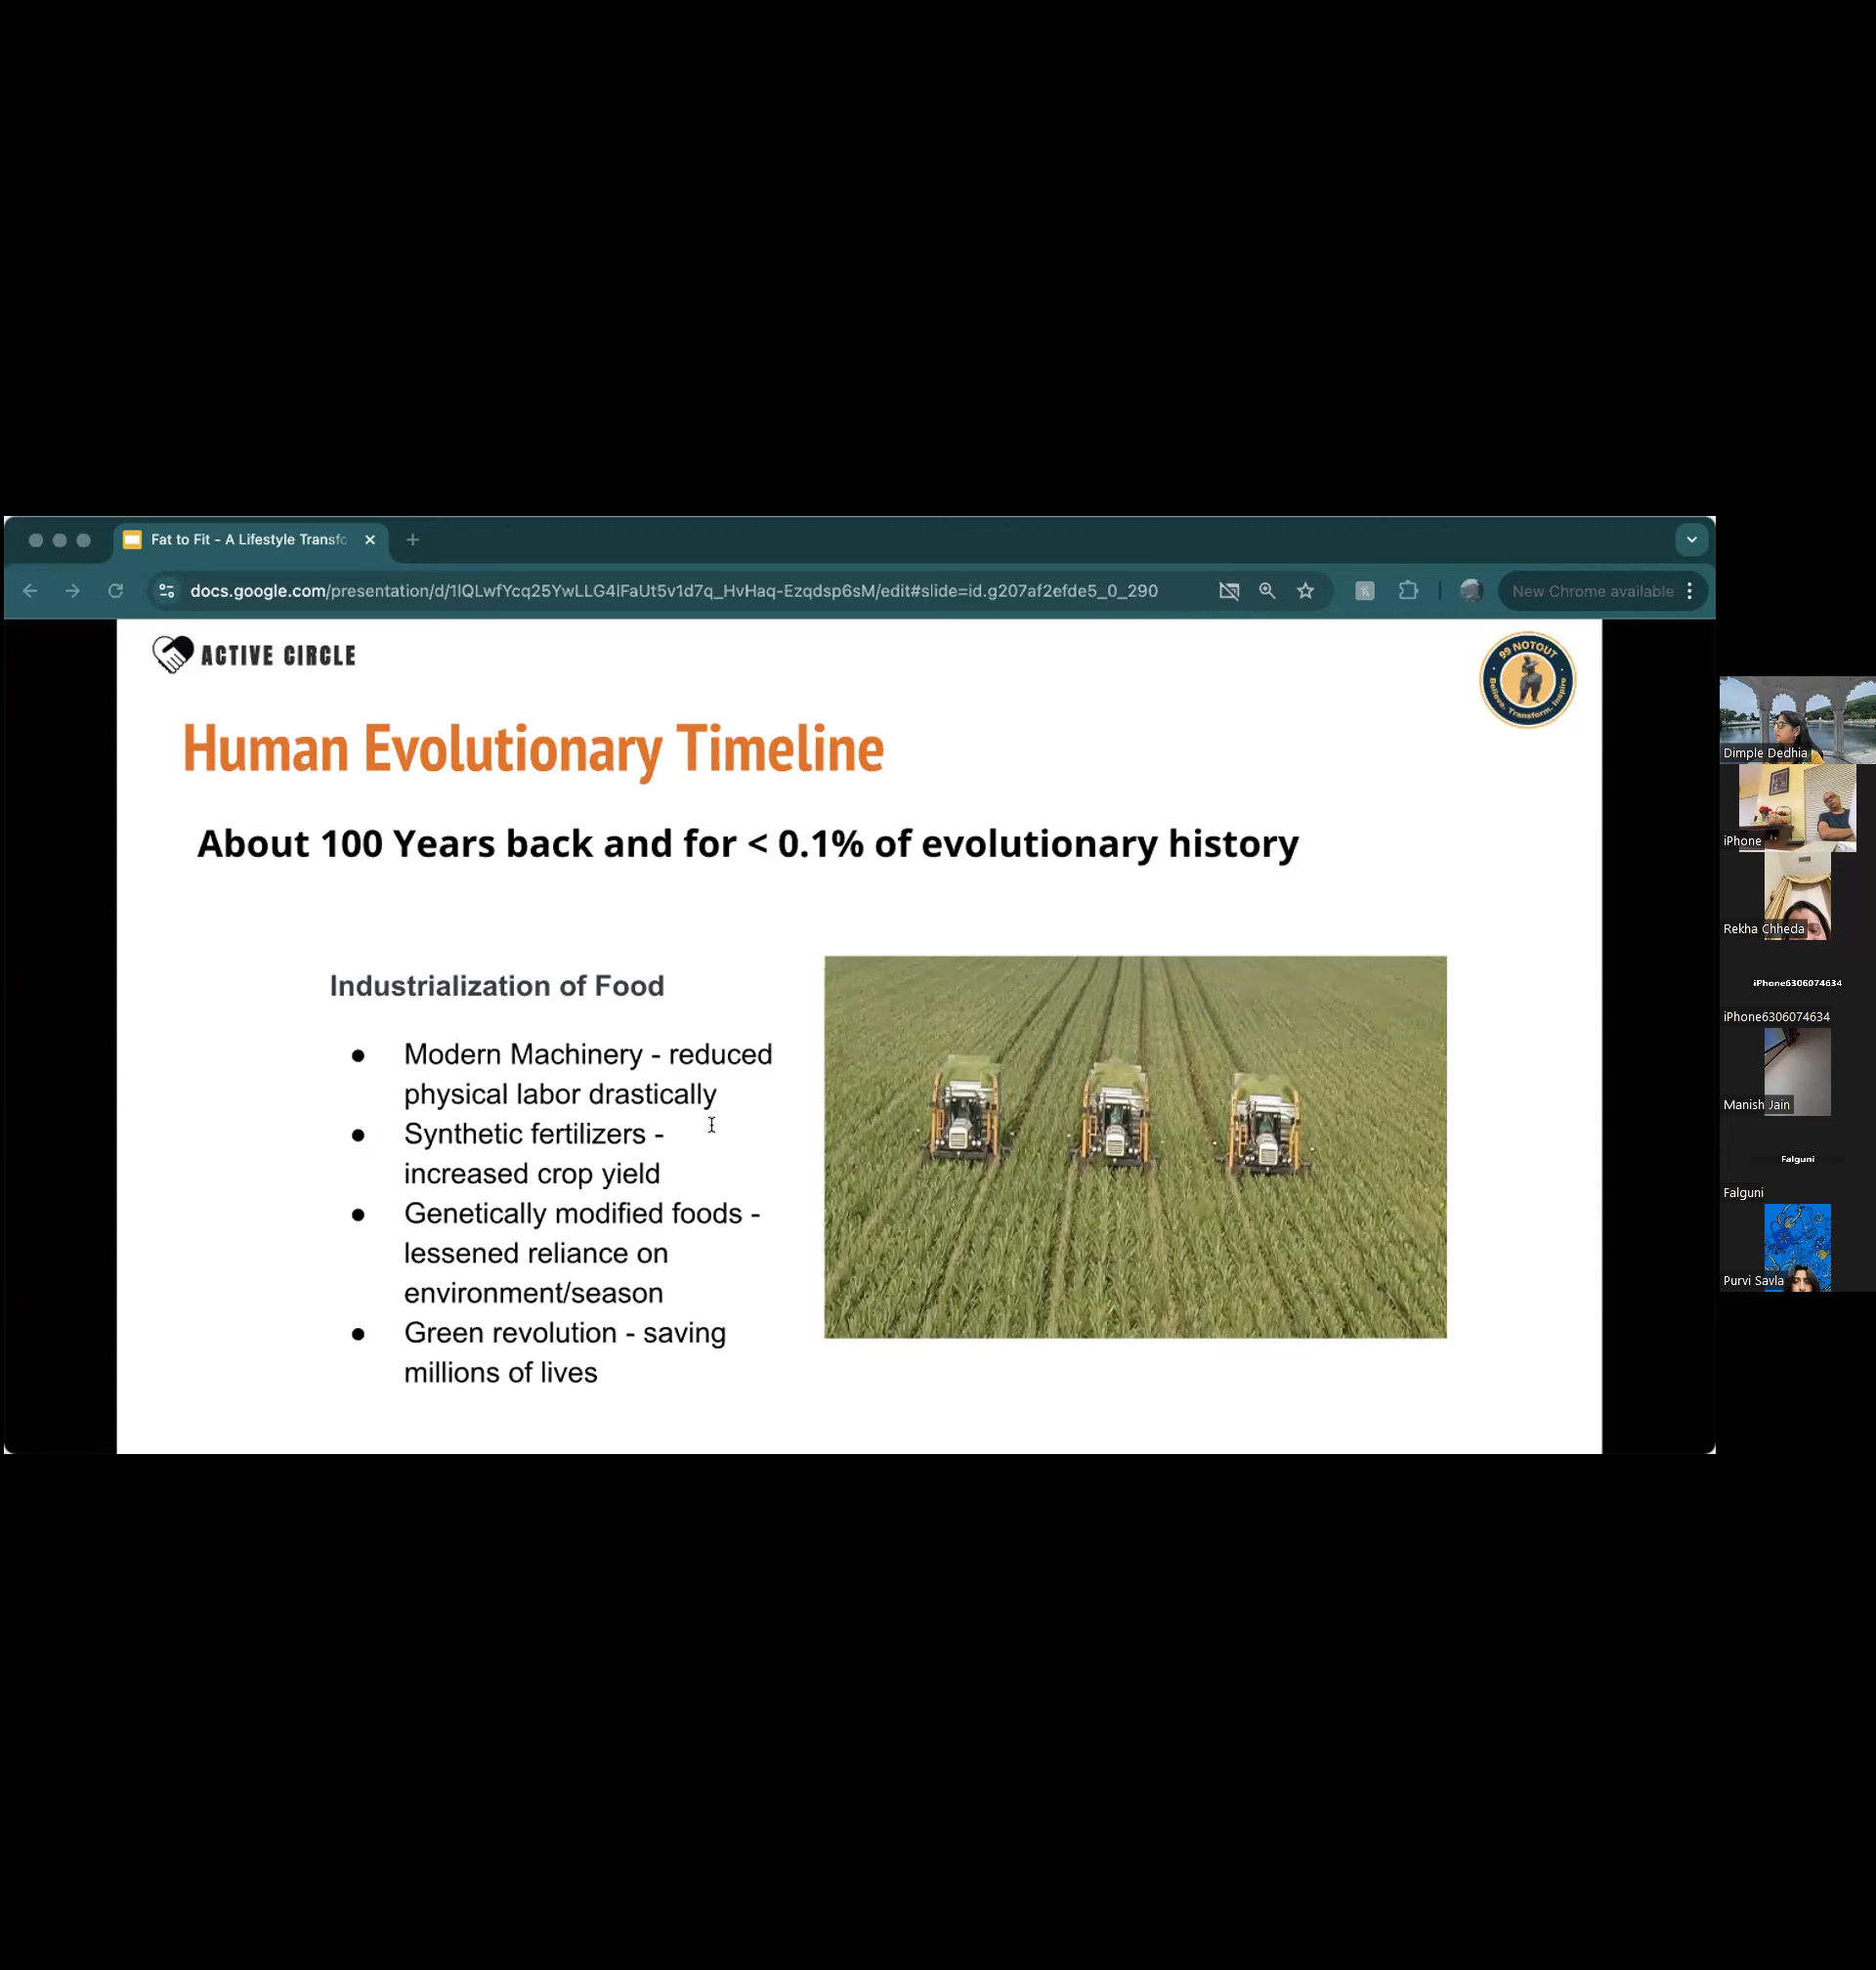 Fat to Fit - A Lifestyle Transfo
docs.google.com/presentation/d/1lQLwfYcq25YwLLG4lFaUt5v1d7q_HvHaq-Ezqdsp6sM/edit#slide=id.g207af2efde5_0_290
New Chrome available
ACTIVE CIRCLE
99 NOTOUT
Believe. Transform. Inspire
Human Evolutionary Timeline
About 100 Years back and for < 0.1% of evolutionary history
Industrialization of Food
● Modern Machinery - reduced
physical labor drastically
● Synthetic fertilizers -
increased crop yield
● Genetically modified foods -
lessened reliance on
environment/season
● Green revolution - saving
millions of lives
Dimple Dedhia
iPhone
Rekha Chheda
iPhone6306074634
iPhone6306074634
Manish Jain
Falguni
Falguni
Purvi Savla